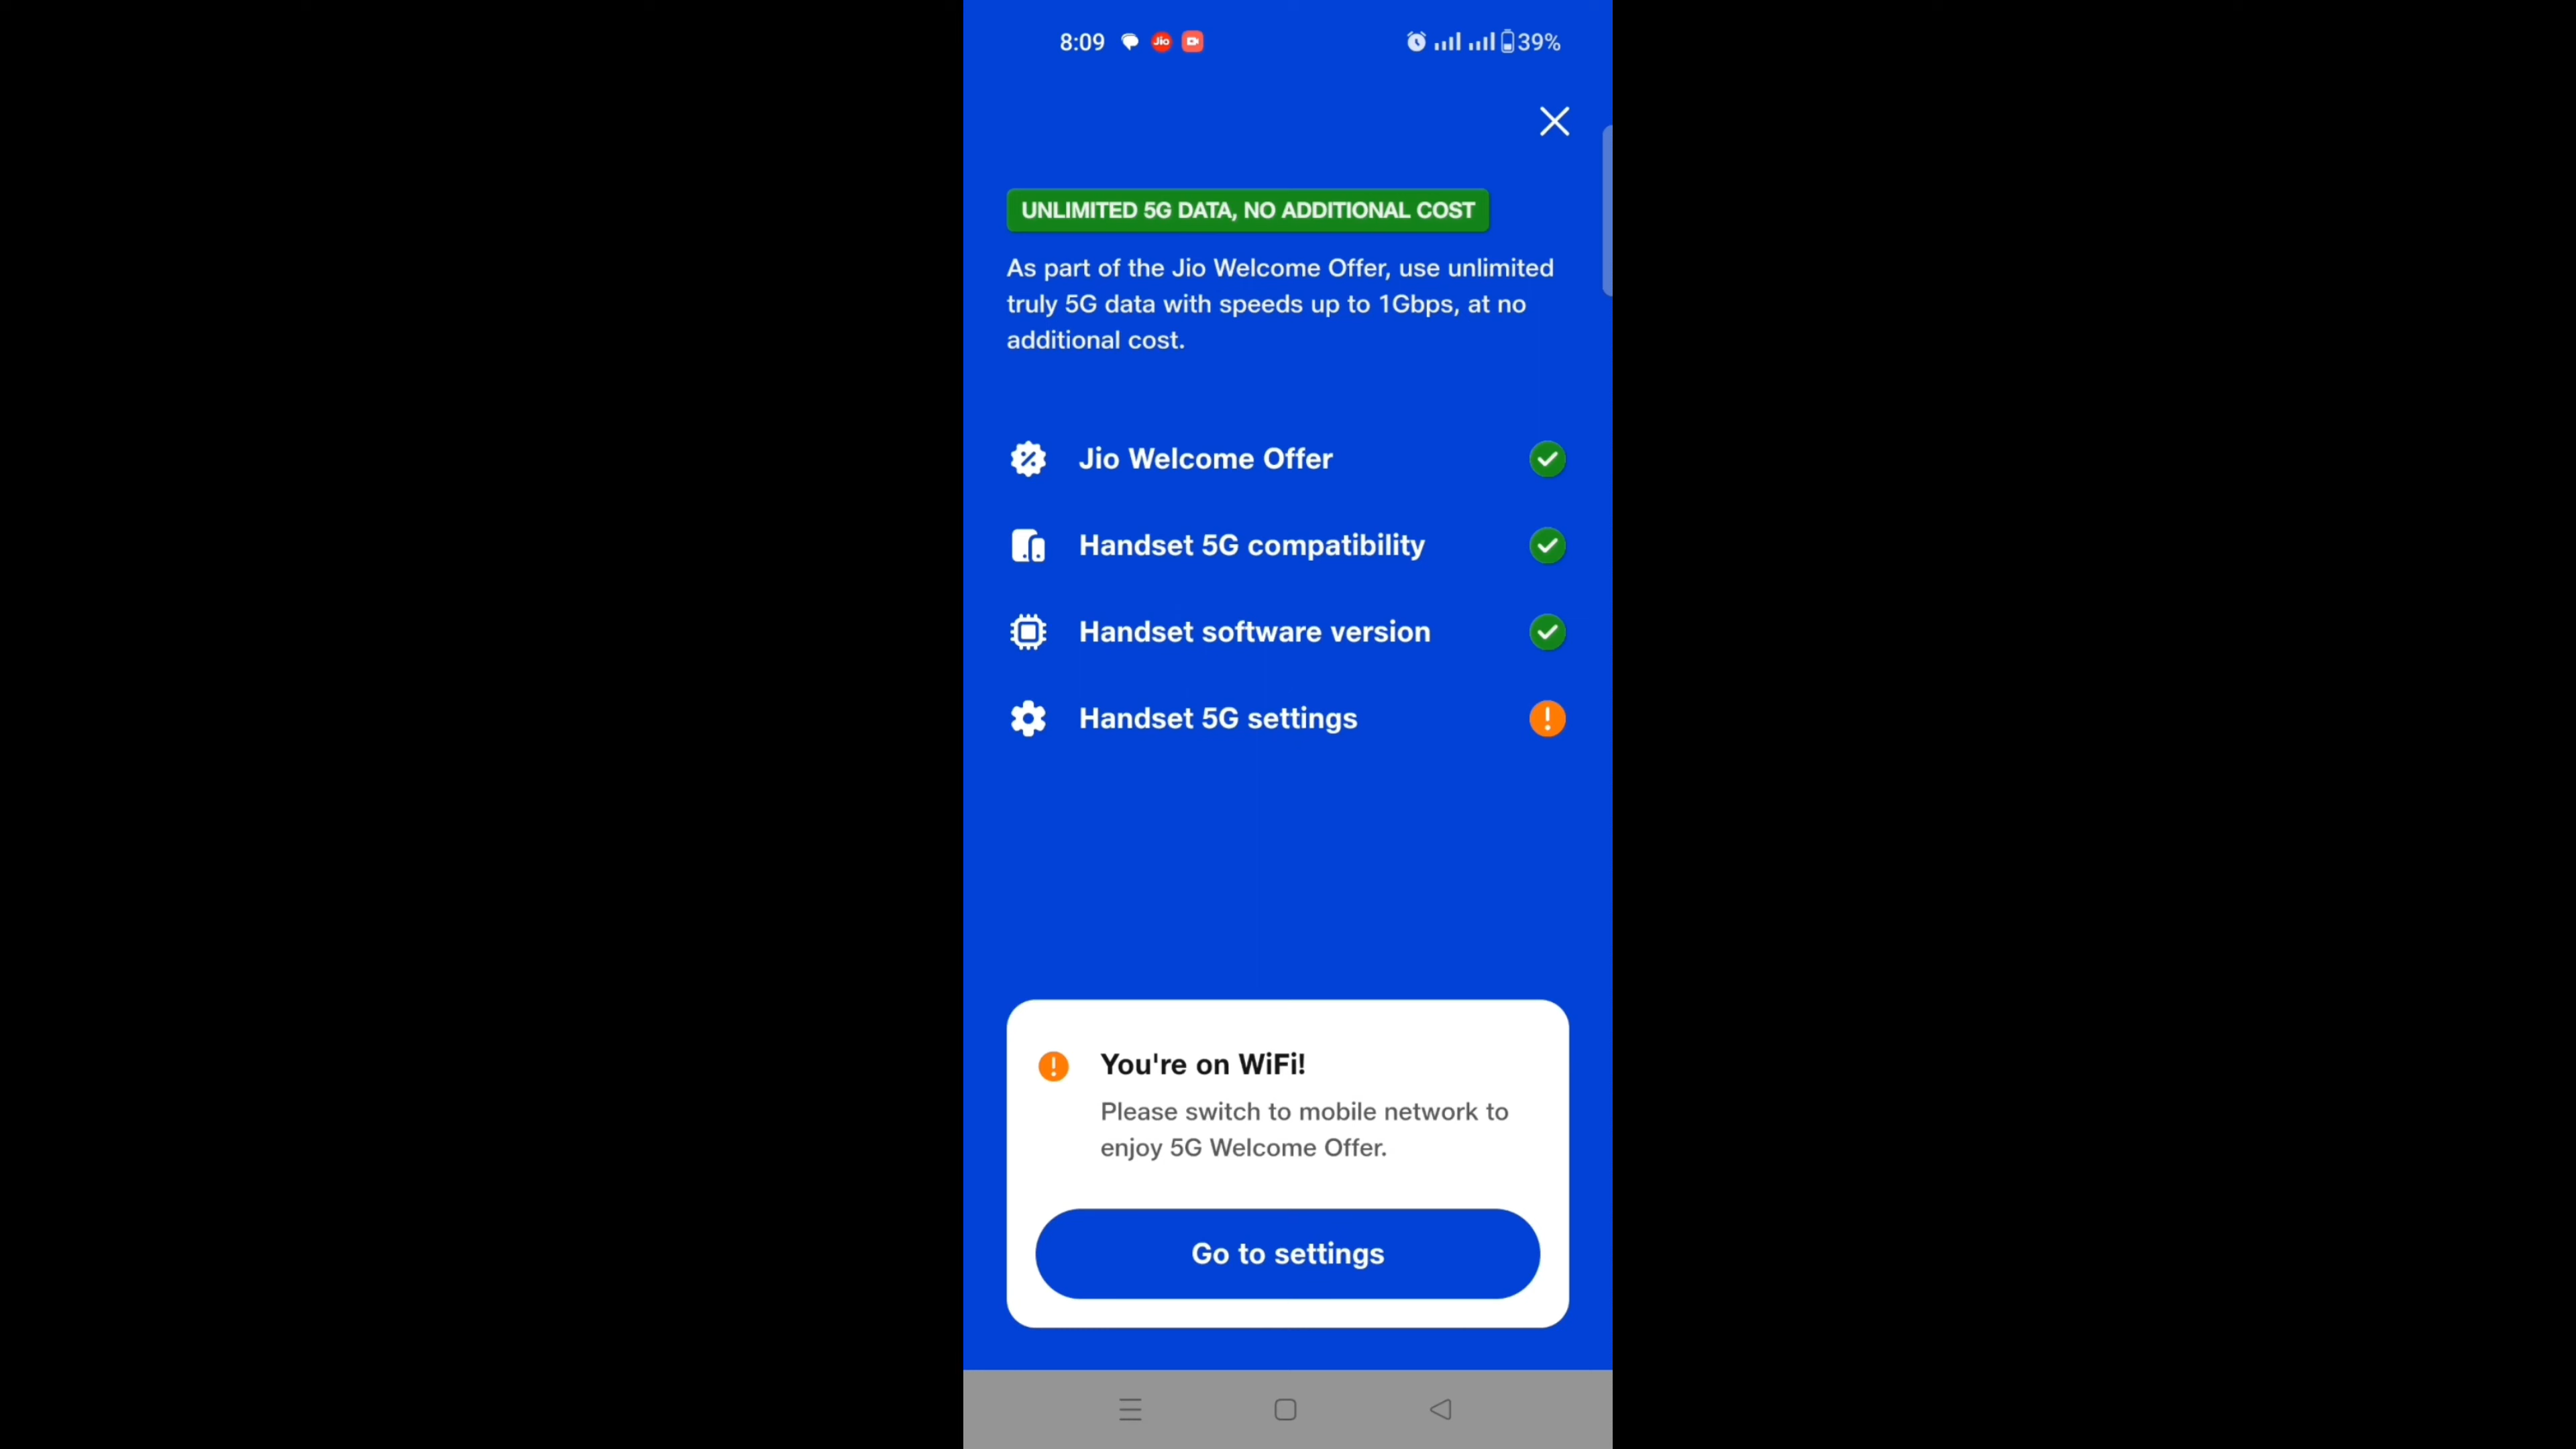 8:09 Jio 39%
UNLIMITED 5G DATA, NO ADDITIONAL COST
As part of the Jio Welcome Offer, use unlimited
truly 5G data with speeds up to 1Gbps, at no
additional cost.
Jio Welcome Offer
Handset 5G compatibility
Handset software version
Handset 5G settings
You're on WiFi!
Please switch to mobile network to
enjoy 5G Welcome Offer.
Go to settings